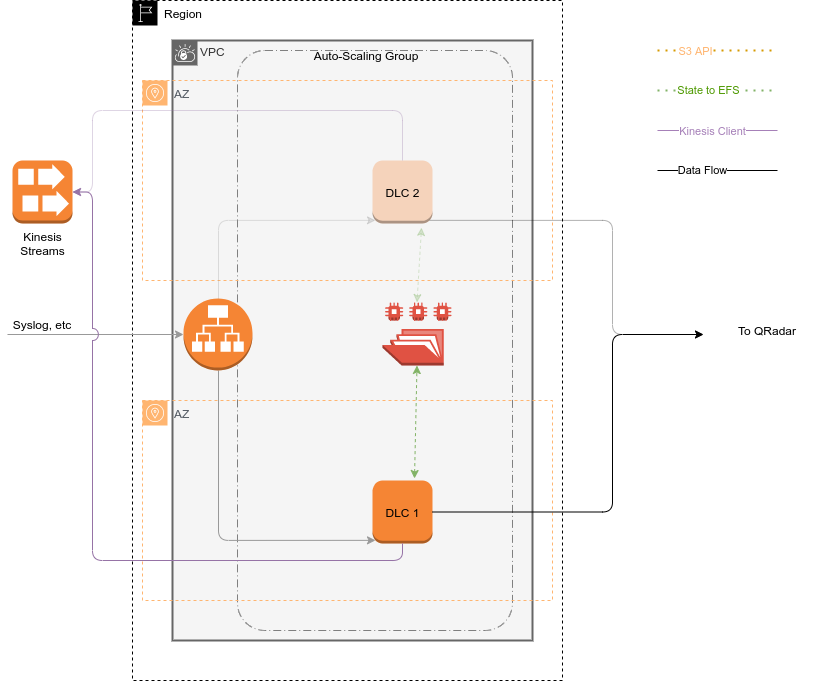 Region
VPC
Auto-Scaling Group
S3 API
State to EFS
AZ
Kinesis Client
Data Flow
DLC 2
Kinesis
Streams
Syslog, etc
To QRadar
AZ
DLC 1